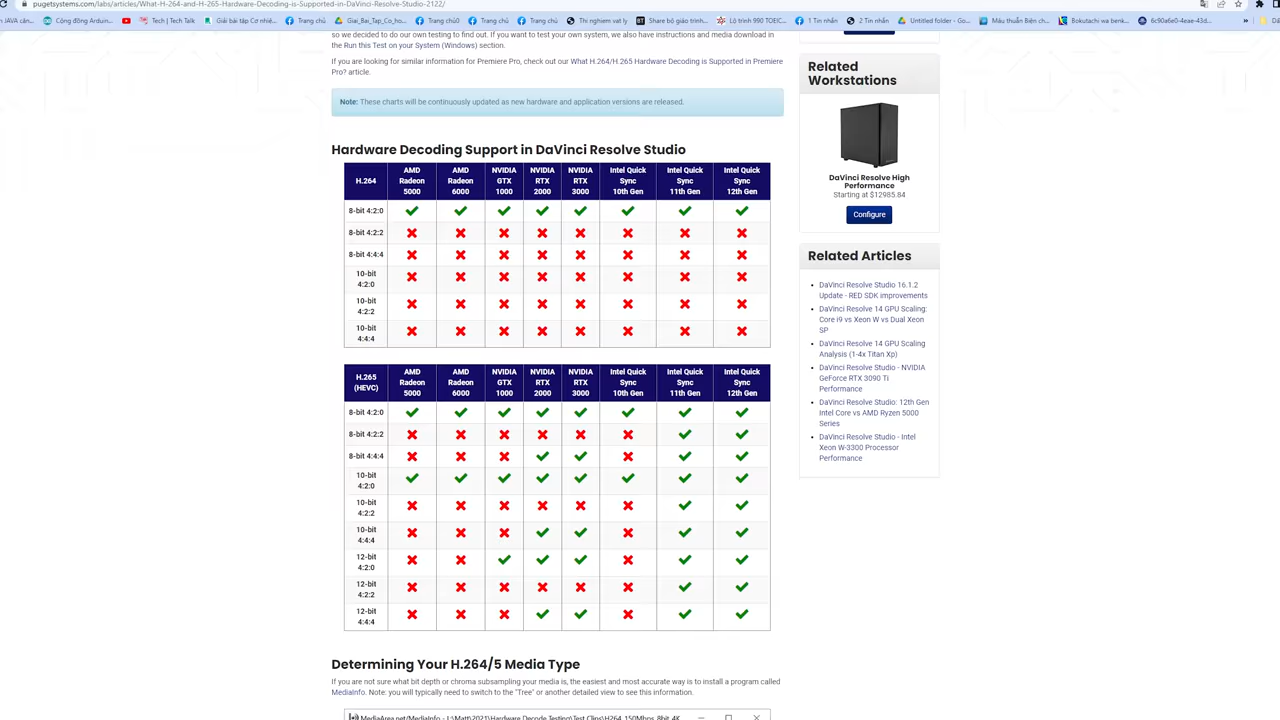 pugetsystems.com/labs/articles/What-H-264-and-H-265-Hardware-Decoding-is-Supported-in-DaVinci-Resolve-Studio-2122/
JAVA căn...
Cộng đồng Arduin...
Tech | Tech Talk
Giải bài tập Cơ nhiệ...
Trang chủ
Giai_Bai_Tap_Co_ho...
Trang chủ0
Trang chủ
Trang chủ
Thi nghiem vat ly
Share bộ giáo trình...
Lộ trình 990 TOEIC...
1 Tin nhắn
2 Tin nhắn
Untitled folder - Go...
Mâu thuẫn Biện ch...
Bokutachi wa benk...
6c90a6e0-4eae-43d...
»
so we decided to do our own testing to find out. If you want to test your own system, we also have instructions and media download in
the Run this Test on your System (Windows) section.
If you are looking for similar information for Premiere Pro, check out our What H.264/H.265 Hardware Decoding is Supported in Premiere
Pro? article.
Note: These charts will be continuously updated as new hardware and application versions are released.
Hardware Decoding Support in DaVinci Resolve Studio
H.264 AMD Radeon 5000 AMD Radeon 6000 NVIDIA GTX 1000 NVIDIA RTX 2000 NVIDIA RTX 3000 Intel Quick Sync 10th Gen Intel Quick Sync 11th Gen Intel Quick Sync 12th Gen
8-bit 4:2:0
8-bit 4:2:2
8-bit 4:4:4
10-bit
4:2:0
10-bit
4:2:2
10-bit
4:4:4
H.265 (HEVC) AMD Radeon 5000 AMD Radeon 6000 NVIDIA GTX 1000 NVIDIA RTX 2000 NVIDIA RTX 3000 Intel Quick Sync 10th Gen Intel Quick Sync 11th Gen Intel Quick Sync 12th Gen
8-bit 4:2:0
8-bit 4:2:2
8-bit 4:4:4
10-bit
4:2:0
10-bit
4:2:2
10-bit
4:4:4
12-bit
4:2:0
12-bit
4:2:2
12-bit
4:4:4
Determining Your H.264/5 Media Type
If you are not sure what bit depth or chroma subsampling your media is, the easiest and most accurate way is to install a program called
MediaInfo. Note: you will typically need to switch to the "Tree" or another detailed view to see this information.
MediaArea.net/MediaInfo - L:\Matt\2021\Hardware Decode Testing\Test Clips\H264_150Mbps_8bit_4K
Related
Workstations
DaVinci Resolve High
Performance
Starting at $12985.84
Configure
Related Articles
DaVinci Resolve Studio 16.1.2
Update - RED SDK improvements
DaVinci Resolve 14 GPU Scaling:
Core i9 vs Xeon W vs Dual Xeon
SP
DaVinci Resolve 14 GPU Scaling
Analysis (1-4x Titan Xp)
DaVinci Resolve Studio - NVIDIA
GeForce RTX 3090 Ti
Performance
DaVinci Resolve Studio: 12th Gen
Intel Core vs AMD Ryzen 5000
Series
DaVinci Resolve Studio - Intel
Xeon W-3300 Processor
Performance